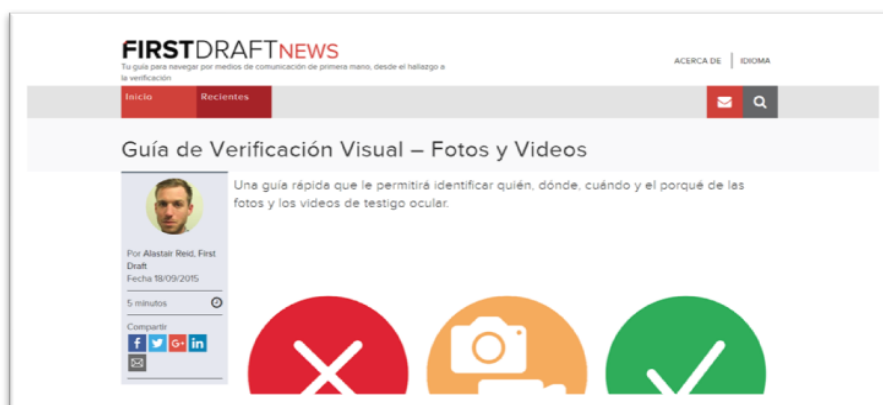 FIRSTDRAFTNEWS
Tu guía para navegar por medios de comunicación de primera mano, desde el hallazgo a
la verificación
ACERCA DE | IDIOMA
Inicio Recientes
Guía de Verificación Visual – Fotos y Videos
Una guía rápida que le permitirá identificar quién, dónde, cuándo y el porqué de las
fotos y los videos de testigo ocular.
Por Alastair Reid, First
Draft
Fecha 18/09/2015
5 minutos
Compartir